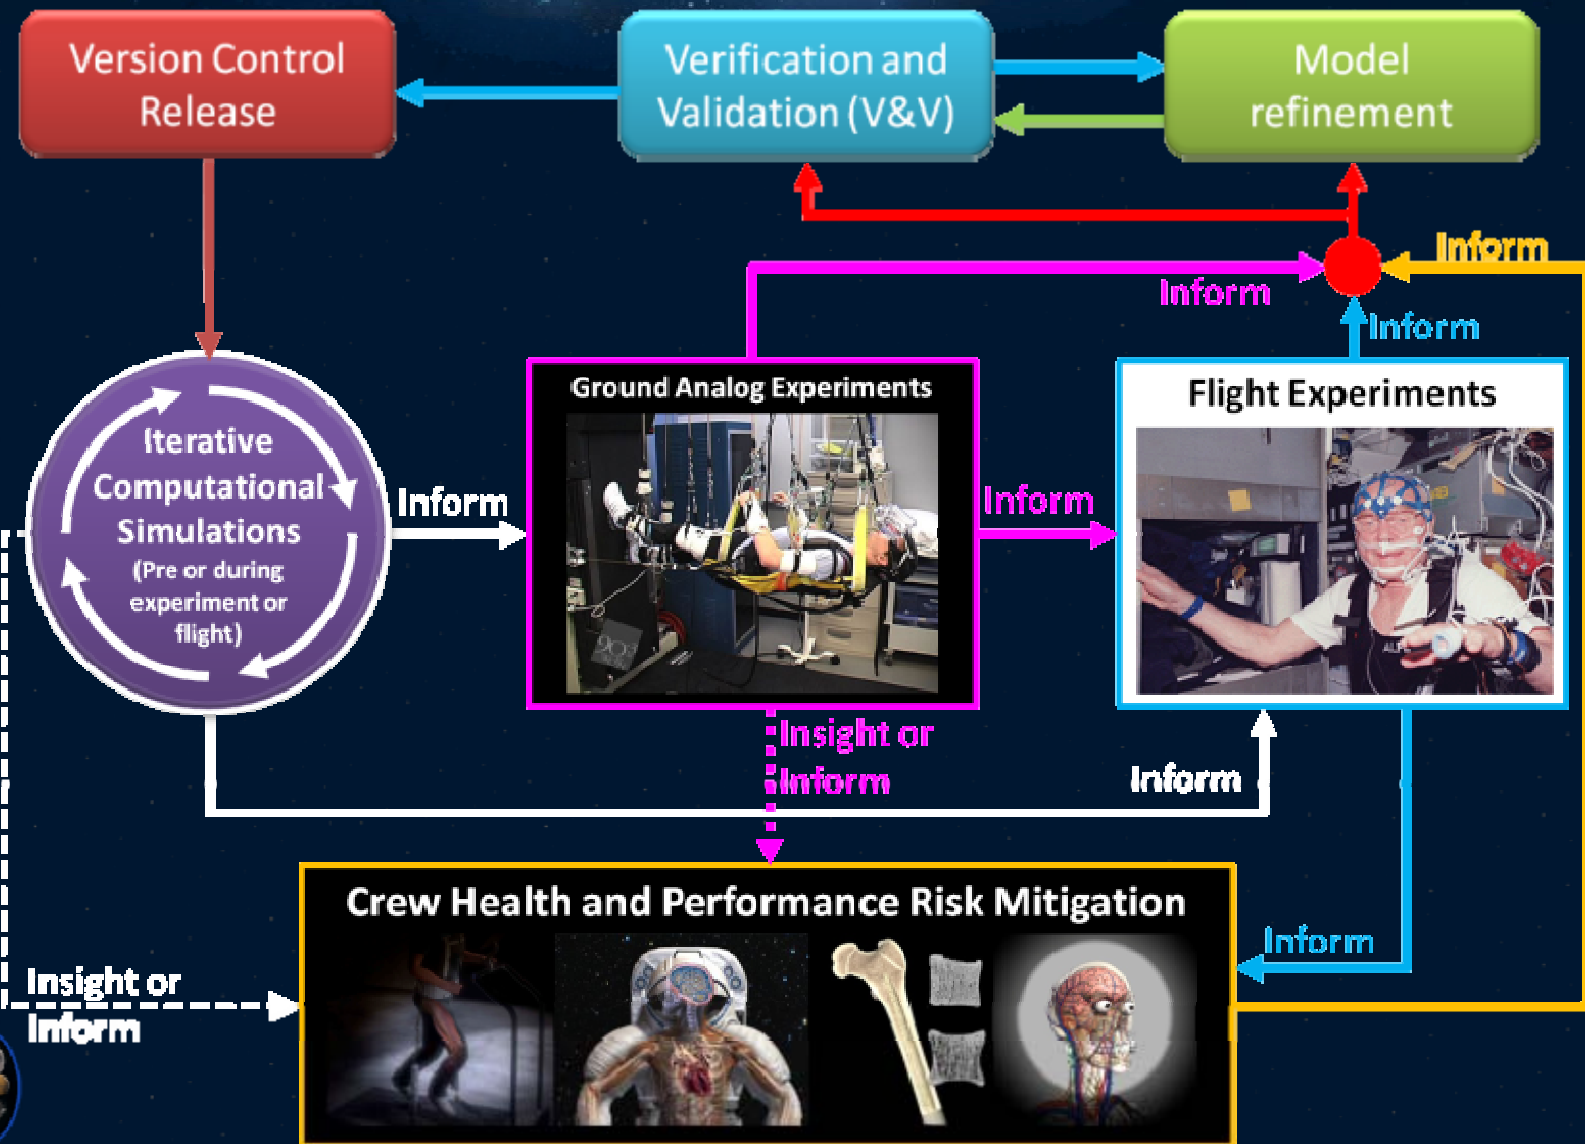 Version Control
Release
Verification and
Validation (V&V)
Model
refinement
Inform
Inform
Inform
Ground Analog Experiments
Flight Experiments
Iterative
Computational
Simulations
(Pre or during
experiment or
flight)
Inform
Inform
Insight or
Inform
Inform
Crew Health and Performance Risk Mitigation
Inform
Insight or
Inform